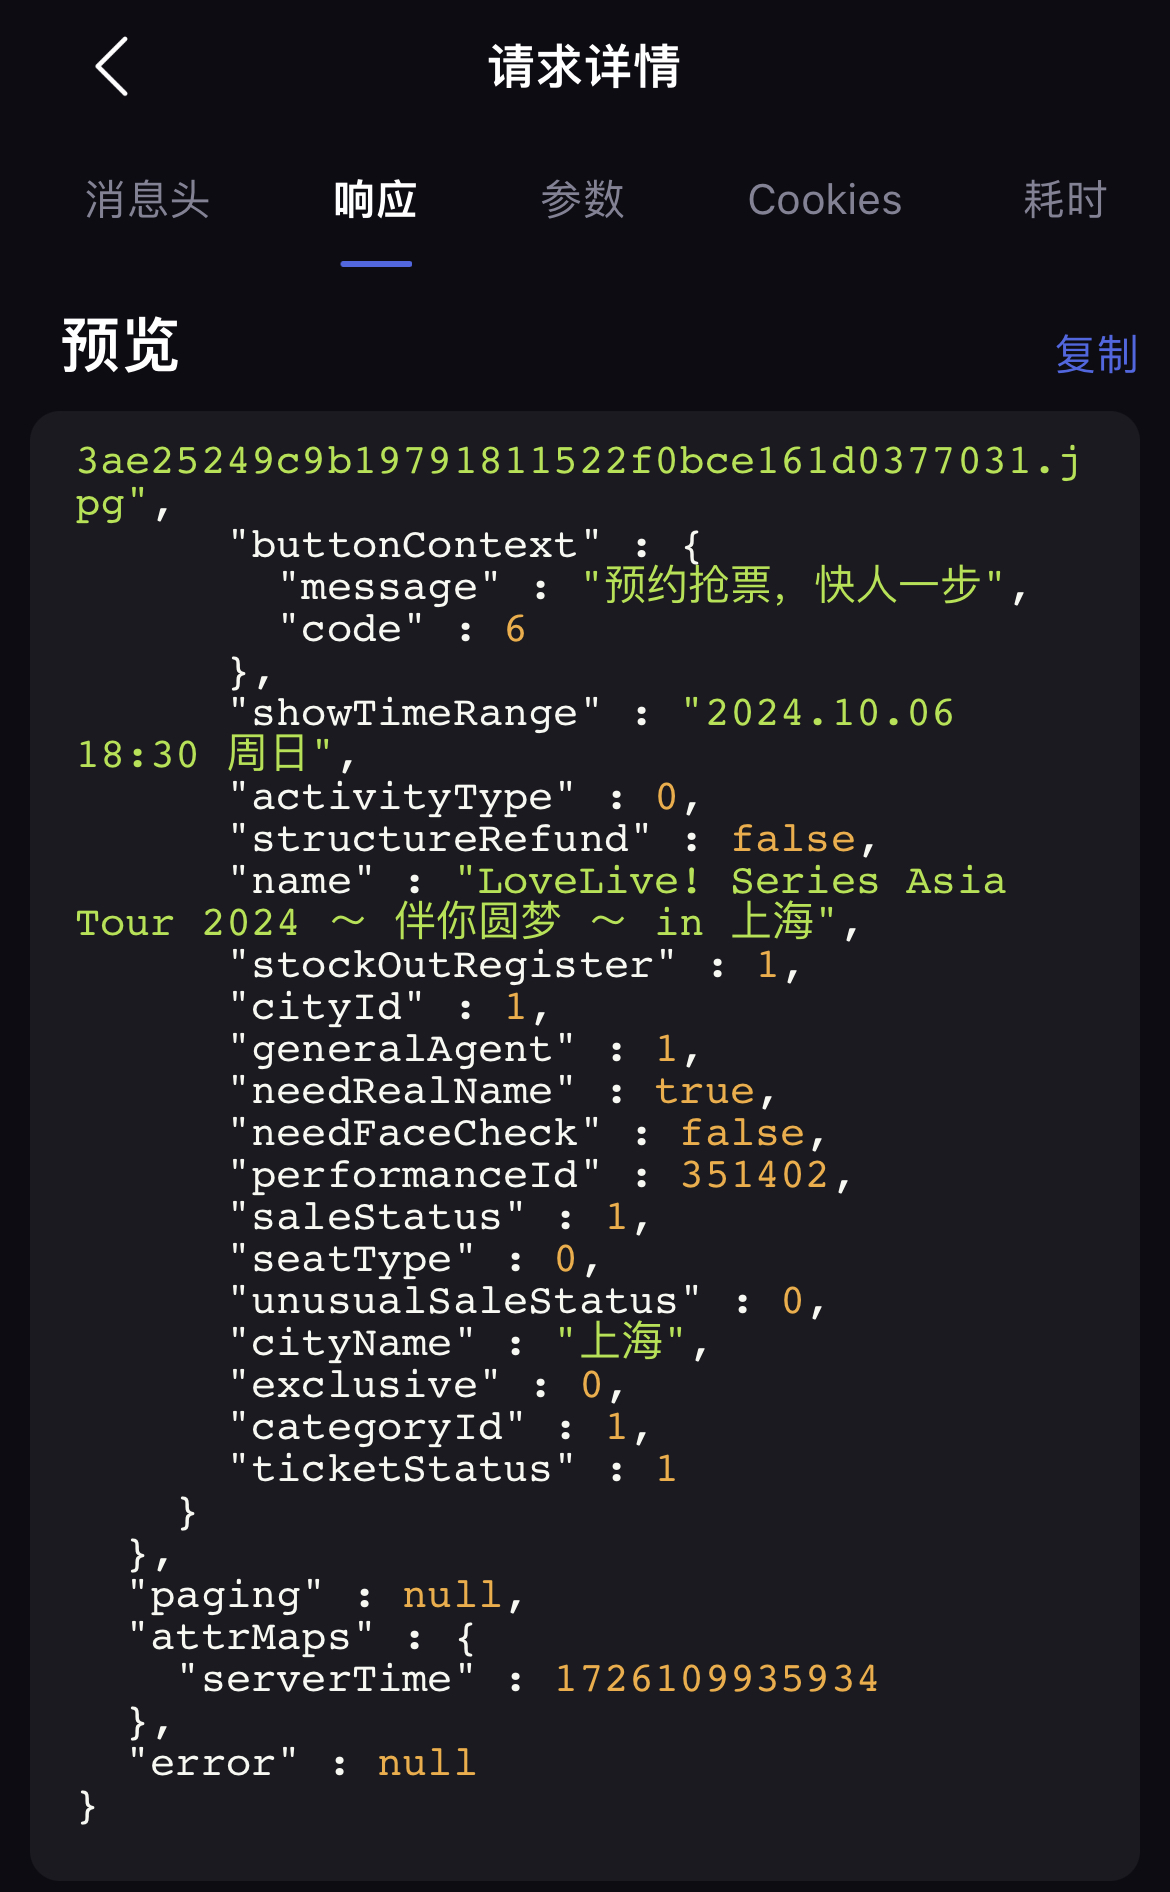 请求详情
消息头 响应 参数 Cookies 耗时
预览
复制
3ae25249c9b19791811522f0bce161d0377031.j
pg",
"buttonContext" : {
"message" : "预约抢票，快人一步",
"code" : 6
},
"showTimeRange" : "2024.10.06
18:30 周日",
"activityType" : 0,
"structureRefund" : false,
"name" : "LoveLive! Series Asia
Tour 2024 ～ 伴你圆梦 ～ in 上海",
"stockOutRegister" : 1,
"cityId" : 1,
"generalAgent" : 1,
"needRealName" : true,
"needFaceCheck" : false,
"performanceId" : 351402,
"saleStatus" : 1,
"seatType" : 0,
"unusualSaleStatus" : 0,
"cityName" : "上海",
"exclusive" : 0,
"categoryId" : 1,
"ticketStatus" : 1
}
},
"paging" : null,
"attrMaps" : {
"serverTime" : 1726109935934
},
"error" : null
}